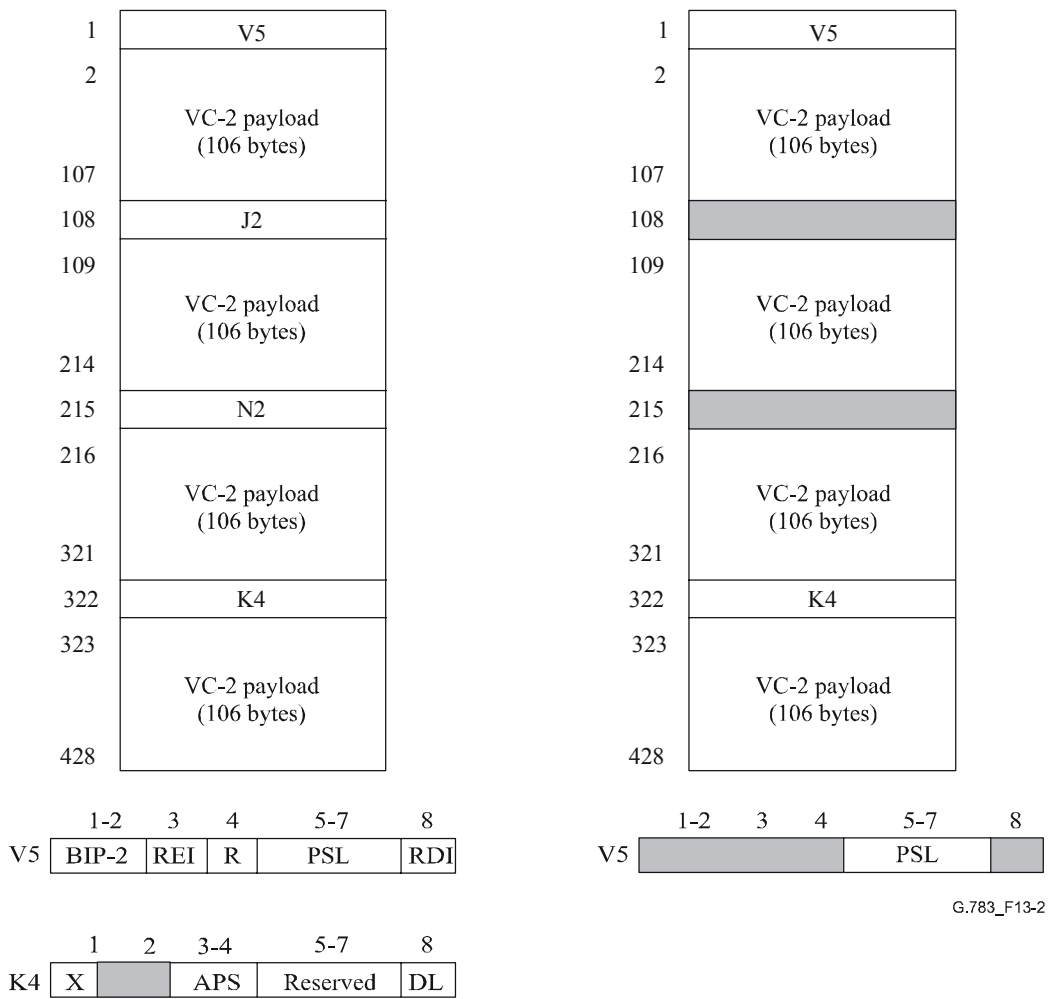 1 V5
2
VC-2 payload
(106 bytes)
107
108 J2
109
VC-2 payload
(106 bytes)
214
215 N2
216
VC-2 payload
(106 bytes)
321
322 K4
323
VC-2 payload
(106 bytes)
428
1-2 3 4 5-7 8
V5 BIP-2 REI R PSL RDI
1 2 3-4 5-7 8
K4 X APS Reserved DL
1 V5
2
VC-2 payload
(106 bytes)
107
108
109
VC-2 payload
(106 bytes)
214
215
216
VC-2 payload
(106 bytes)
321
322 K4
323
VC-2 payload
(106 bytes)
428
1-2 3 4 5-7 8
V5 PSL
G.783_F13-2